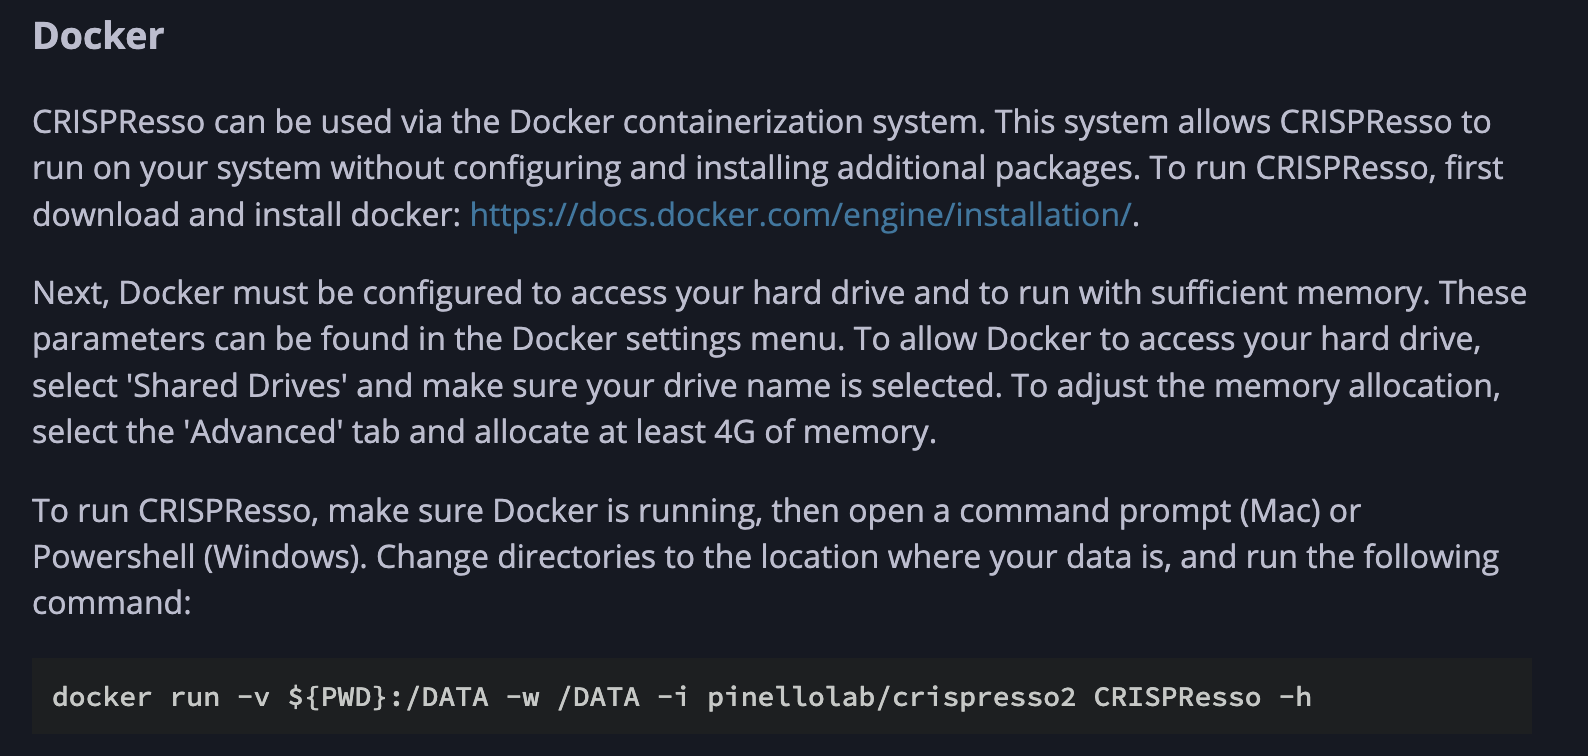 Docker
CRISPResso can be used via the Docker containerization system. This system allows CRISPResso to
run on your system without configuring and installing additional packages. To run CRISPResso, first
download and install docker: https://docs.docker.com/engine/installation/.
Next, Docker must be configured to access your hard drive and to run with sufficient memory. These
parameters can be found in the Docker settings menu. To allow Docker to access your hard drive,
select 'Shared Drives' and make sure your drive name is selected. To adjust the memory allocation,
select the 'Advanced' tab and allocate at least 4G of memory.
To run CRISPResso, make sure Docker is running, then open a command prompt (Mac) or
Powershell (Windows). Change directories to the location where your data is, and run the following
command:
docker run -v ${PWD}:/DATA -w /DATA -i pinellolab/crispresso2 CRISPResso -h